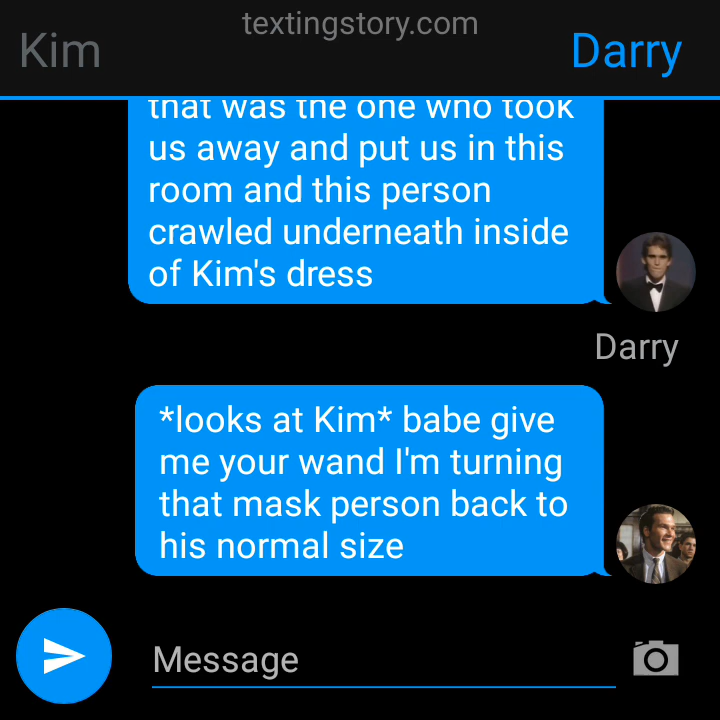 textingstory.com
Kim
Darry
that was the one who took
us away and put us in this
room and this person
crawled underneath inside
of Kim's dress
Darry
*looks at Kim* babe give
me your wand I'm turning
that mask person back to
his normal size
Message